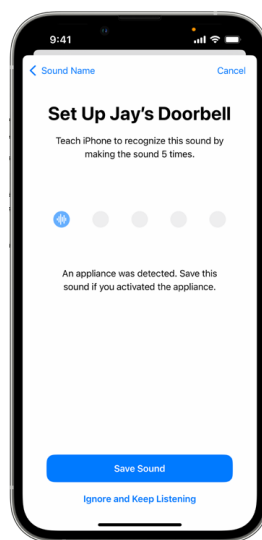 9:41
Sound Name
Cancel
Set Up Jay's Doorbell
Teach iPhone to recognize this sound by
making the sound 5 times.
An appliance was detected. Save this
sound if you activated the appliance.
Save Sound
Ignore and Keep Listening